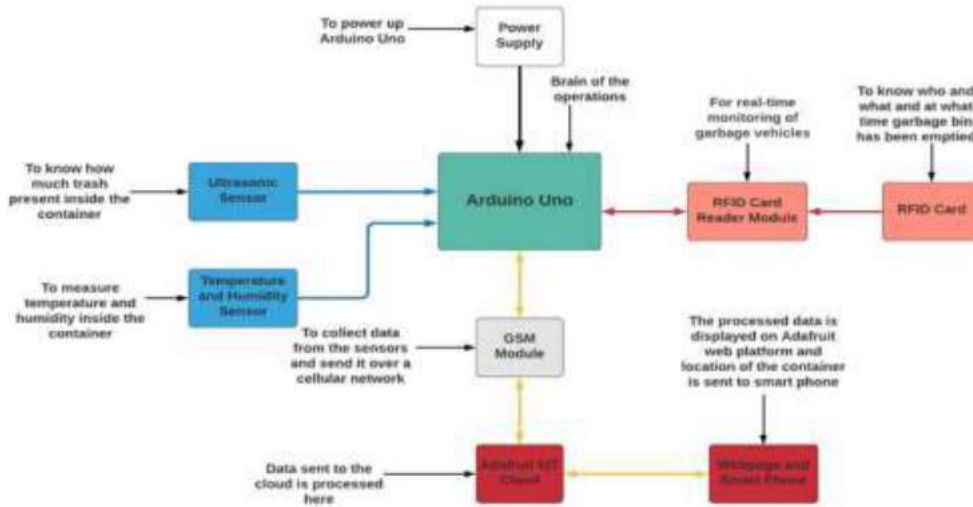 To power up
Arduino Uno
Power
Supply
Brain of the
operations
For real-time
monitoring of
garbage vehicles
To know who and
what and at what
time garbage bin
has been emptied
To know how
much trash
present inside the
container
Ultrasonic
Sensor
Arduino Uno
RFID Card
Reader Module
RFID Card
To measure
temperature and
humidity inside the
container
Temperature
and Humidity
Sensor
To collect data
from the sensors
and send it over a
cellular network
GSM
Module
The processed data is
displayed on Adafruit
web platform and
location of the container
is sent to smart phone
Data sent to the
cloud is processed
here
Adafruit IoT
Cloud
Webpage and
Smart Phone